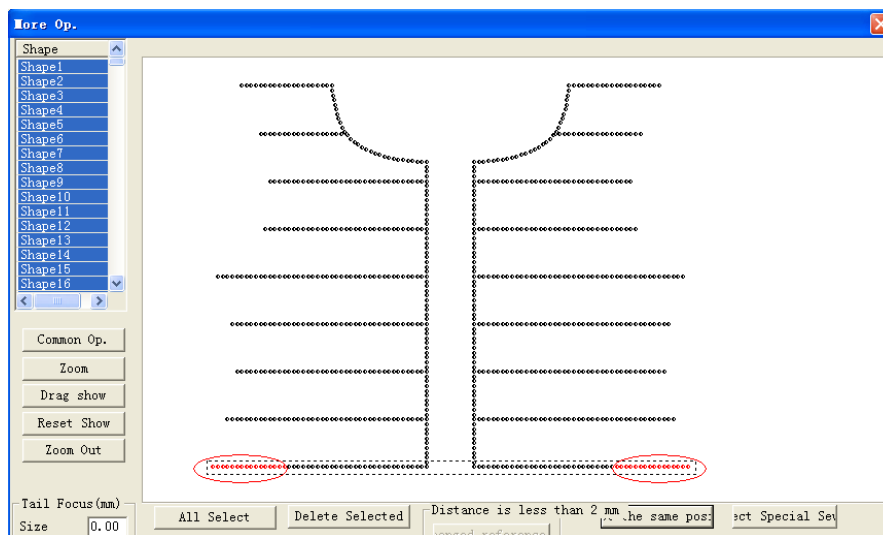 More Op.
Shape
Shape1
Shape2
Shape3
Shape4
Shape5
Shape6
Shape7
Shape8
Shape9
Shape10
Shape11
Shape12
Shape13
Shape14
Shape15
Shape16
Common Op.
Zoom
Drag show
Reset Show
Zoom Out
Tail Focus(mm)
Size 0.00
All Select
Delete Selected
Distance is less than 2 mm
the same pos
ect Special Se